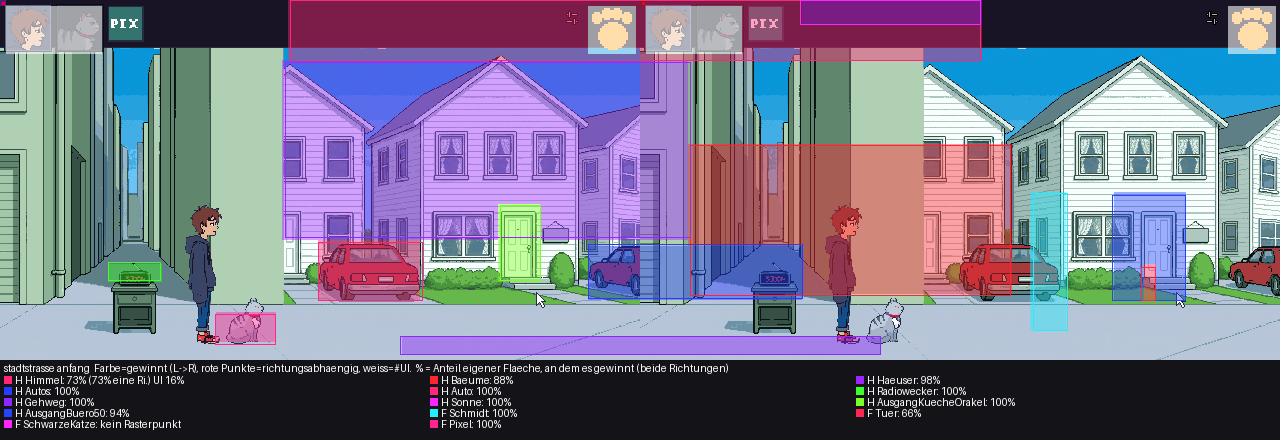 PIX
PIX
stadtstrasse anfang Farbe=gewinnt (L->R), rote Punkte=richtungsabhaengig, weiss=#UI. % = Anteil eigener Flaeche, an dem es gewinnt (beide Richtungen)
H Himmel: 73% (73% eine Ri.) UI 16%
H Baeume: 88%
H Haeuser: 98%
H Autos: 100%
H Auto: 100%
H Radiowecker: 100%
H Gehweg: 100%
H Sonne: 100%
H AusgangKuecheOrakel: 100%
H AusgangBuero50: 94%
F Schmidt: 100%
F Tuer: 66%
F SchwarzeKatze: kein Rasterpunkt
F Pixel: 100%